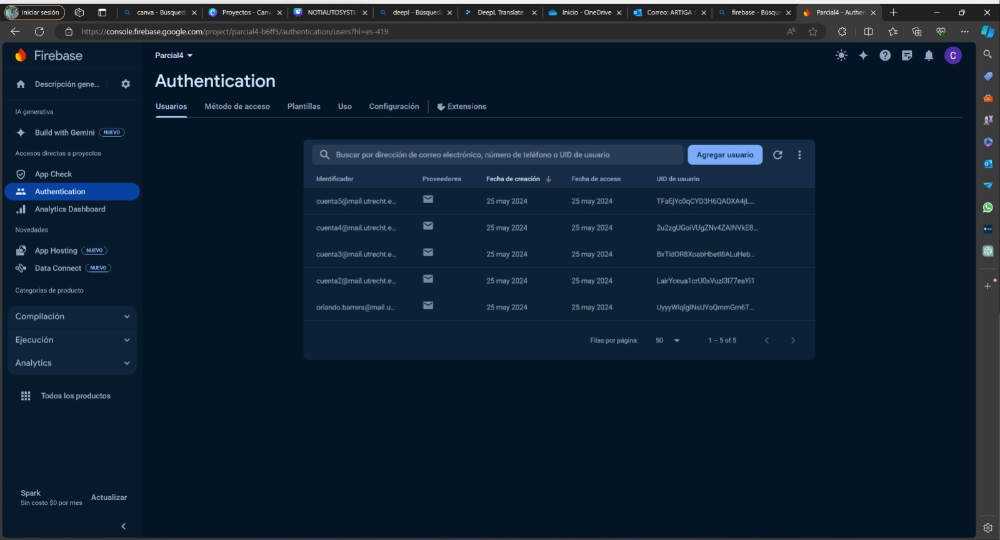 Iniciar sesión
canva - Búsqued
Proyectos - Canv
NOTIAUTOSYSTE
deepl - Búsqued
DeepL Translate
Inicio - OneDrive
Correo: ARTIGA S
firebase - Búsque
Parcial4 - Authen
https://console.firebase.google.com/project/parcial4-b6ff5/authentication/users?hl=es-419
Firebase
Descripción gene...
IA generativa
Build with Gemini NUEVO
Accesos directos a proyectos
App Check
Authentication
Analytics Dashboard
Novedades
App Hosting NUEVO
Data Connect NUEVO
Categorías de producto
Compilación
Ejecución
Analytics
Todos los productos
Spark
Sin costo $0 por mes
Actualizar
Parcial4
C
Authentication
Usuarios Método de acceso Plantillas Uso Configuración Extensions
Buscar por dirección de correo electrónico, número de teléfono o UID de usuario
Agregar usuario
Identificador Proveedores Fecha de creación Fecha de acceso UID de usuario
cuenta5@mail.utrecht.e... 25 may 2024 25 may 2024 TFaEjYc0qCYD3H6QADXA4jL...
cuenta4@mail.utrecht.e... 25 may 2024 25 may 2024 2u2zgUGoiVUgZNv4ZAINVkE8...
cuenta3@mail.utrecht.e... 25 may 2024 25 may 2024 BxTidOR8XoabHbetI8ALuHeb...
cuenta2@mail.utrecht.e... 25 may 2024 25 may 2024 LairYceua1crU0xVuzI3I77eaYi1
orlando.barrera@mail.u... 25 may 2024 25 may 2024 UyyyWIqlgINsUYoQmmGm6T...
Filas por página: 50 1 – 5 of 5